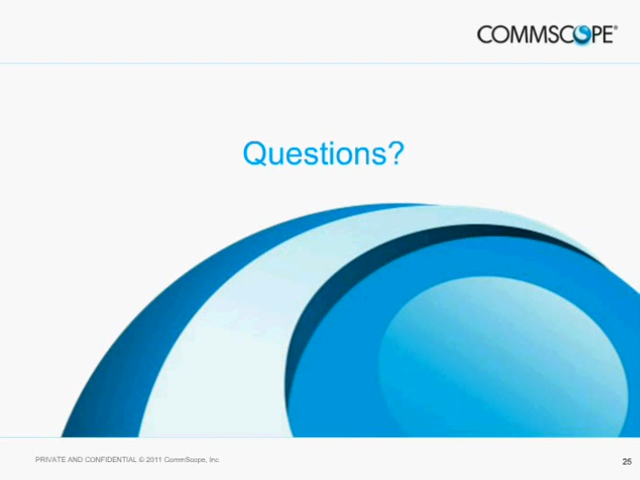 COMMSCOPE®
Questions?
PRIVATE AND CONFIDENTIAL © 2011 CommScope, Inc
25